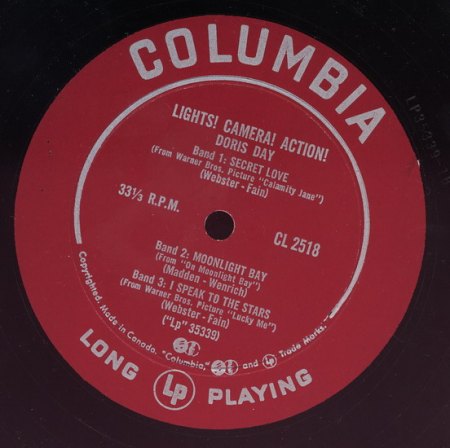 COLUMBIA
LIGHTS! CAMERA! ACTION!
DORIS DAY
Band 1: SECRET LOVE
(From Warner Bros. Picture "Calamity Jane")
(Webster - Fain)
33⅓ R.P.M.
CL 2518
Band 2: MOONLIGHT BAY
(From "On Moonlight Bay")
(Madden - Wenrich)
Band 3: I SPEAK TO THE STARS
(From Warner Bros. Picture "Lucky Me")
(Webster - Fain)
("Lp" 35339)
Copyrighted. Made in Canada. "Columbia," and LP Trade Marks.
LONG LP PLAYING